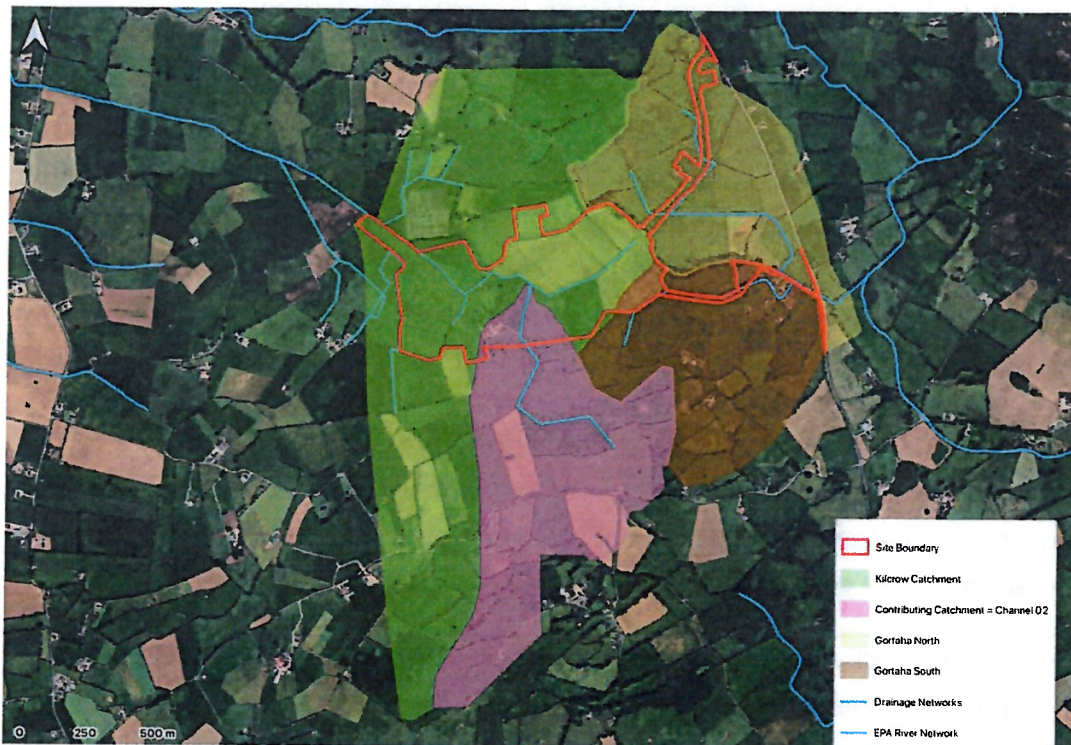 Site Boundary
Kilcrow Catchment
Contributing Catchment = Channel 02
Gortaha North
Gortaha South
Drainage Networks
EPA River Network
0 250 500 m